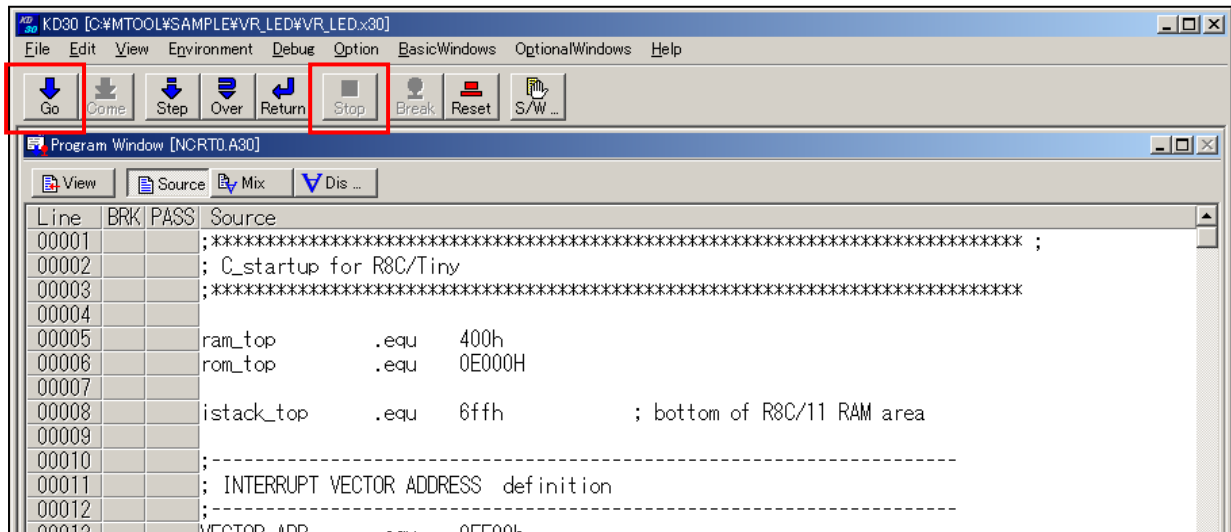 KD30 [C:¥MTOOL¥SAMPLE¥VR_LED¥VR_LED.x30]
File Edit View Environment Debug Option BasicWindows OptionalWindows Help
Go Come Step Over Return Stop Break Reset S/W ...
Program Window [NCRT0.A30]
View Source Mix Dis ...
Line BRK PASS Source
00001 ;*************************************************************************** ;
00002 ; C_startup for R8C/Tiny
00003 ;***************************************************************************
00004
00005 ram_top .equ 400h
00006 rom_top .equ 0E000H
00007
00008 istack_top .equ 6ffh ; bottom of R8C/11 RAM area
00009
00010 ;---------------------------------------------------------------------
00011 ; INTERRUPT VECTOR ADDRESS definition
00012 ;---------------------------------------------------------------------
00013 VECTOR_ADR .equ